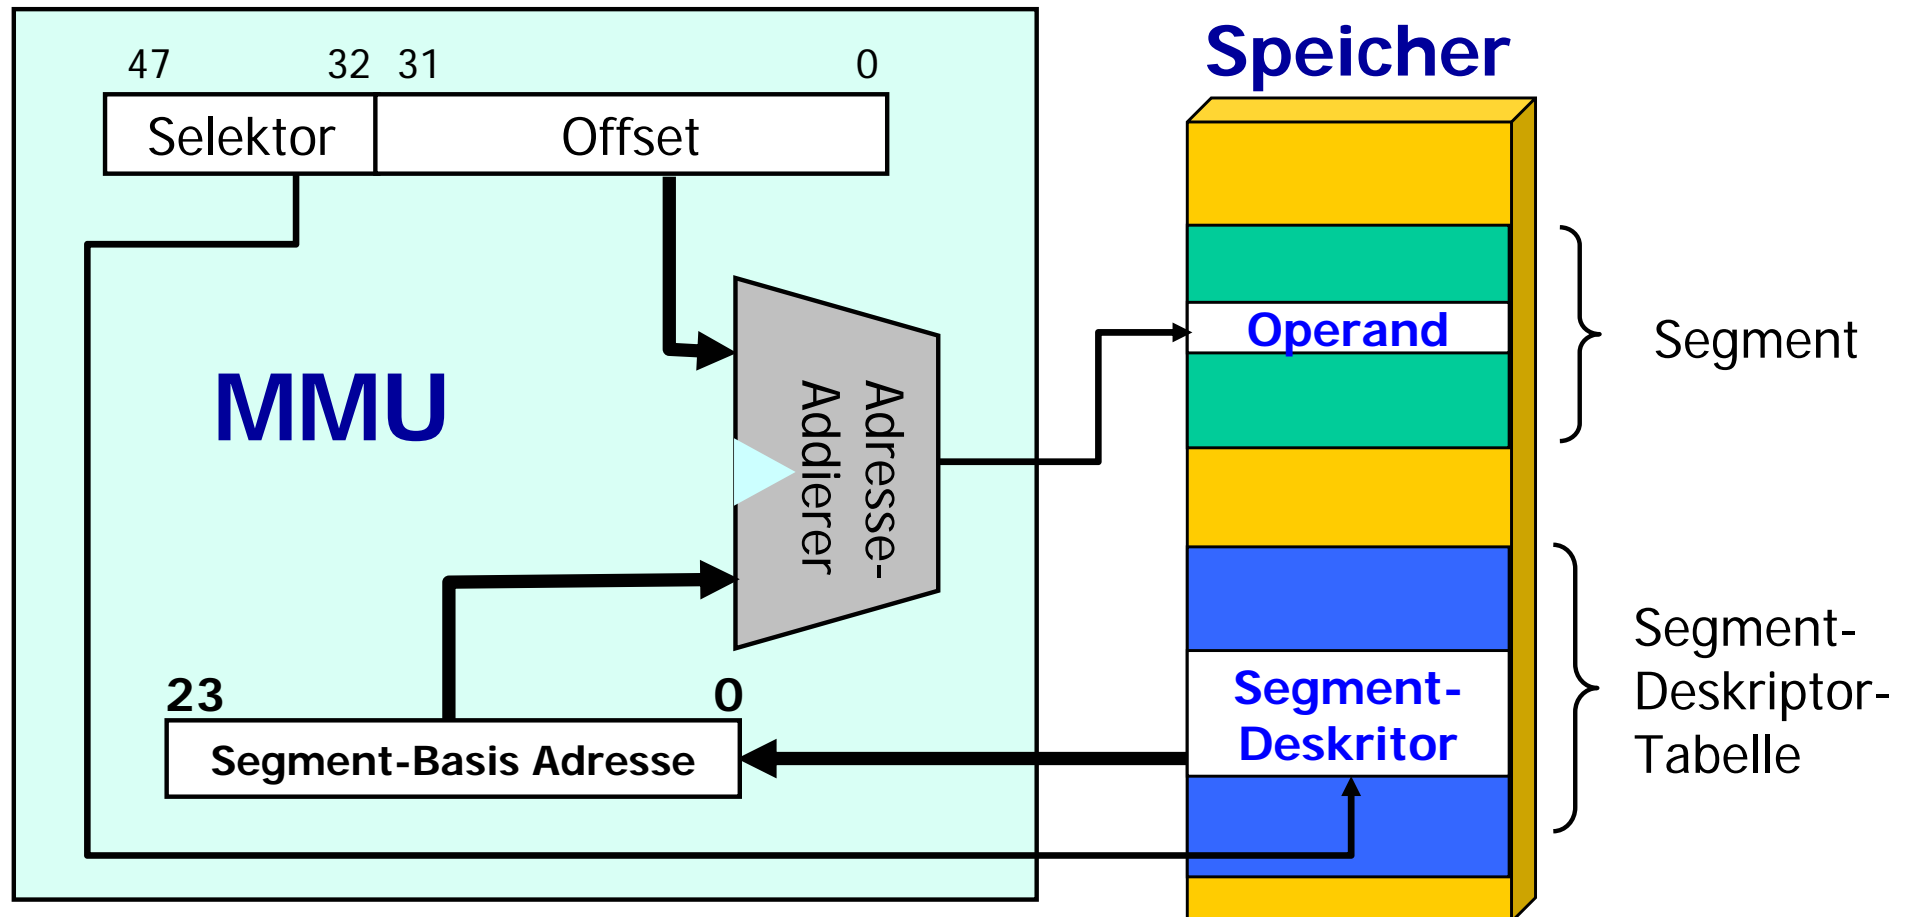 Speicher
47 32 31 0
Selektor Offset
MMU
Adresse-
Addierer
Operand
Segment
23 0
Segment-Basis Adresse
Segment-
Deskritor
Segment-
Deskriptor-
Tabelle